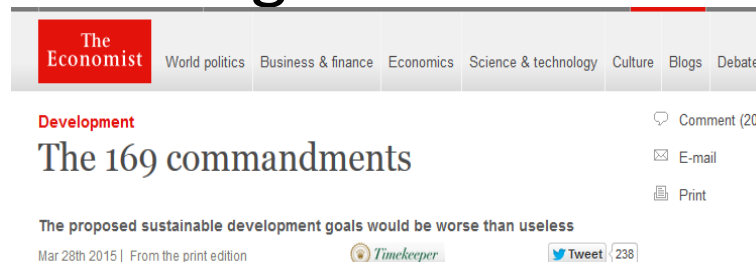 The
Economist
World politics Business & finance Economics Science & technology Culture Blogs Debate
Development
The 169 commandments
Comment (20
E-mail
Print
The proposed sustainable development goals would be worse than useless
Mar 28th 2015 | From the print edition
Timekeeper
Tweet 238